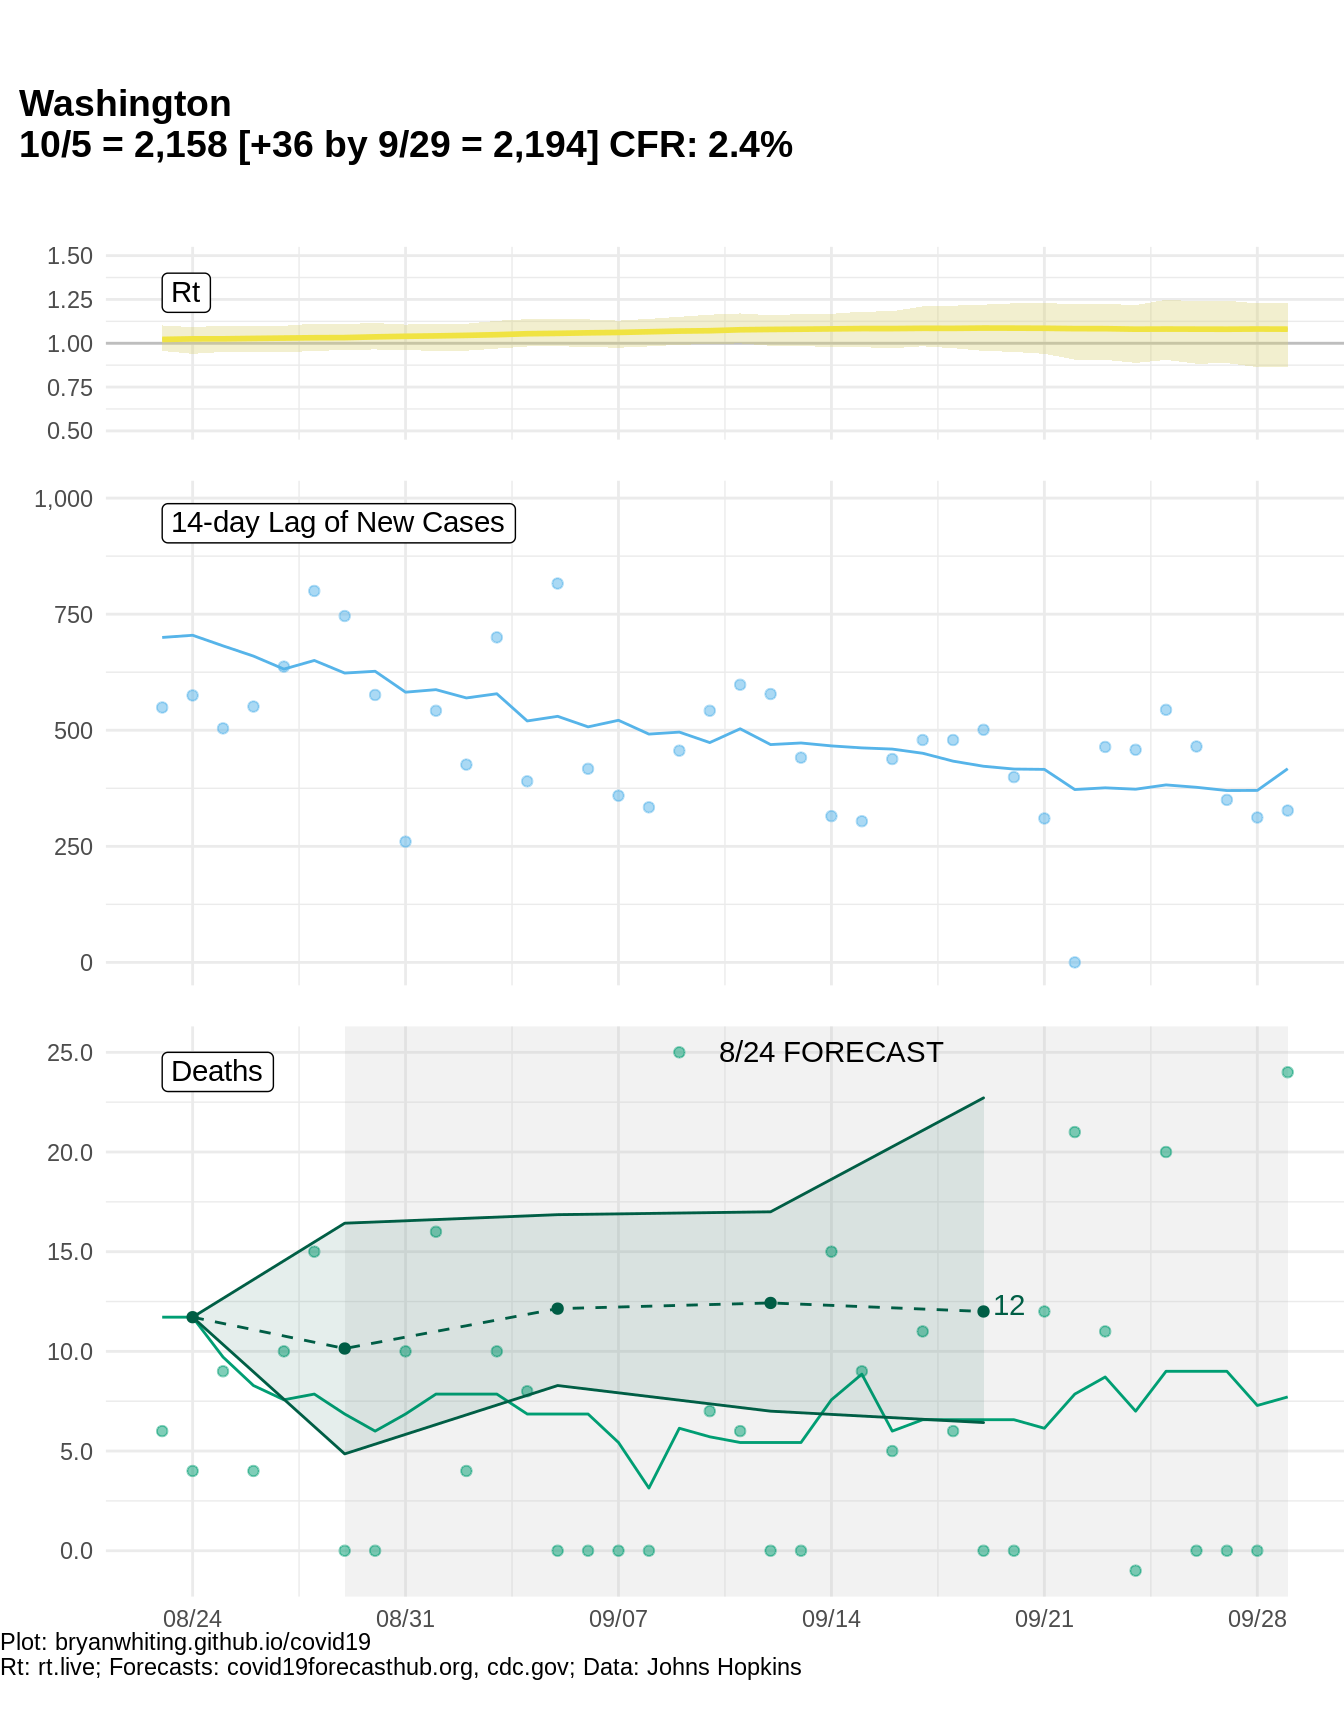 Washington
10/5 = 2,158 [+36 by 9/29 = 2,194] CFR: 2.4%
1.50
Rt
1.25
1.00
0.75
0.50
1,000
14-day Lag of New Cases
750
500
250
0
25.0
8/24 FORECAST
Deaths
20.0
15.0
12
10.0
5.0
0.0
08/24 08/31 09/07 09/14 09/21 09/28
Plot: bryanwhiting.github.io/covid19
Rt: rt.live; Forecasts: covid19forecasthub.org, cdc.gov; Data: Johns Hopkins